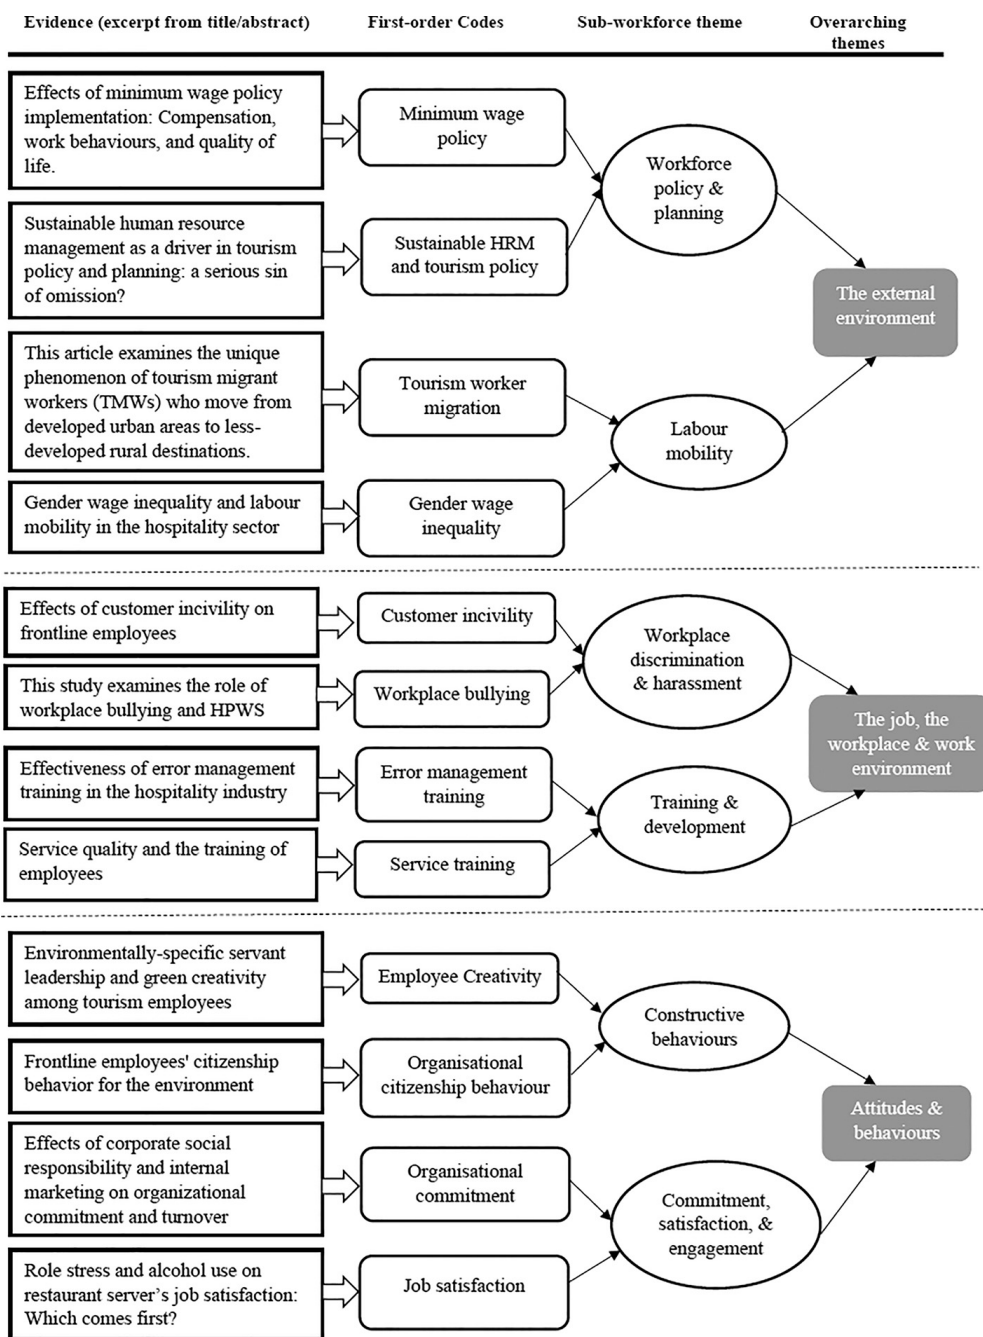 Evidence (excerpt from title/abstract)
First-order Codes
Sub-workforce theme
Overarching
themes
Effects of minimum wage policy
implementation: Compensation,
work behaviours, and quality of
life.
Minimum wage
policy
Workforce
policy &
planning
Sustainable human resource
management as a driver in tourism
policy and planning: a serious sin
of omission?
Sustainable HRM
and tourism policy
The external
environment
This article examines the unique
phenomenon of tourism migrant
workers (TMWs) who move from
developed urban areas to less-
developed rural destinations.
Tourism worker
migration
Labour
mobility
Gender wage inequality and labour
mobility in the hospitality sector
Gender wage
inequality
Effects of customer incivility on
frontline employees
Customer incivility
Workplace
discrimination
& harassment
This study examines the role of
workplace bullying and HPWS
Workplace bullying
The job, the
workplace & work
environment
Effectiveness of error management
training in the hospitality industry
Error management
training
Training &
development
Service quality and the training of
employees
Service training
Environmentally-specific servant
leadership and green creativity
among tourism employees
Employee Creativity
Constructive
behaviours
Frontline employees' citizenship
behavior for the environment
Organisational
citizenship behaviour
Attitudes &
behaviours
Effects of corporate social
responsibility and internal
marketing on organizational
commitment and turnover
Organisational
commitment
Commitment,
satisfaction, &
engagement
Role stress and alcohol use on
restaurant server’s job satisfaction:
Which comes first?
Job satisfaction